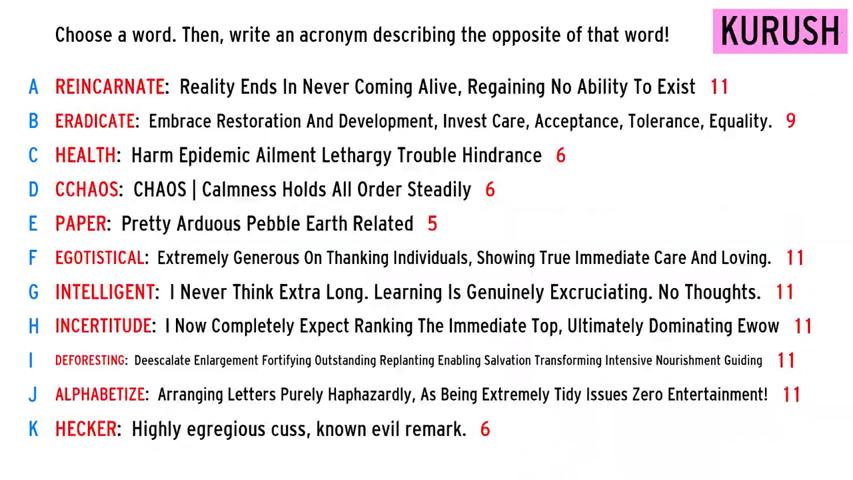 Choose a word. Then, write an acronym describing the opposite of that word!
KURUSH
A REINCARNATE: Reality Ends In Never Coming Alive, Regaining No Ability To Exist 11
B ERADICATE: Embrace Restoration And Development, Invest Care, Acceptance, Tolerance, Equality. 9
C HEALTH: Harm Epidemic Ailment Lethargy Trouble Hindrance 6
D CCHAOS: CHAOS | Calmness Holds All Order Steadily 6
E PAPER: Pretty Arduous Pebble Earth Related 5
F EGOTISTICAL: Extremely Generous On Thanking Individuals, Showing True Immediate Care And Loving. 11
G INTELLIGENT: I Never Think Extra Long. Learning Is Genuinely Excruciating. No Thoughts. 11
H INCERTITUDE: I Now Completely Expect Ranking The Immediate Top, Ultimately Dominating Ewow 11
I DEFORESTING: Deescalate Enlargement Fortifying Outstanding Replanting Enabling Salvation Transforming Intensive Nourishment Guiding 11
J ALPHABETIZE: Arranging Letters Purely Haphazardly, As Being Extremely Tidy Issues Zero Entertainment! 11
K HECKER: Highly egregious cuss, known evil remark. 6